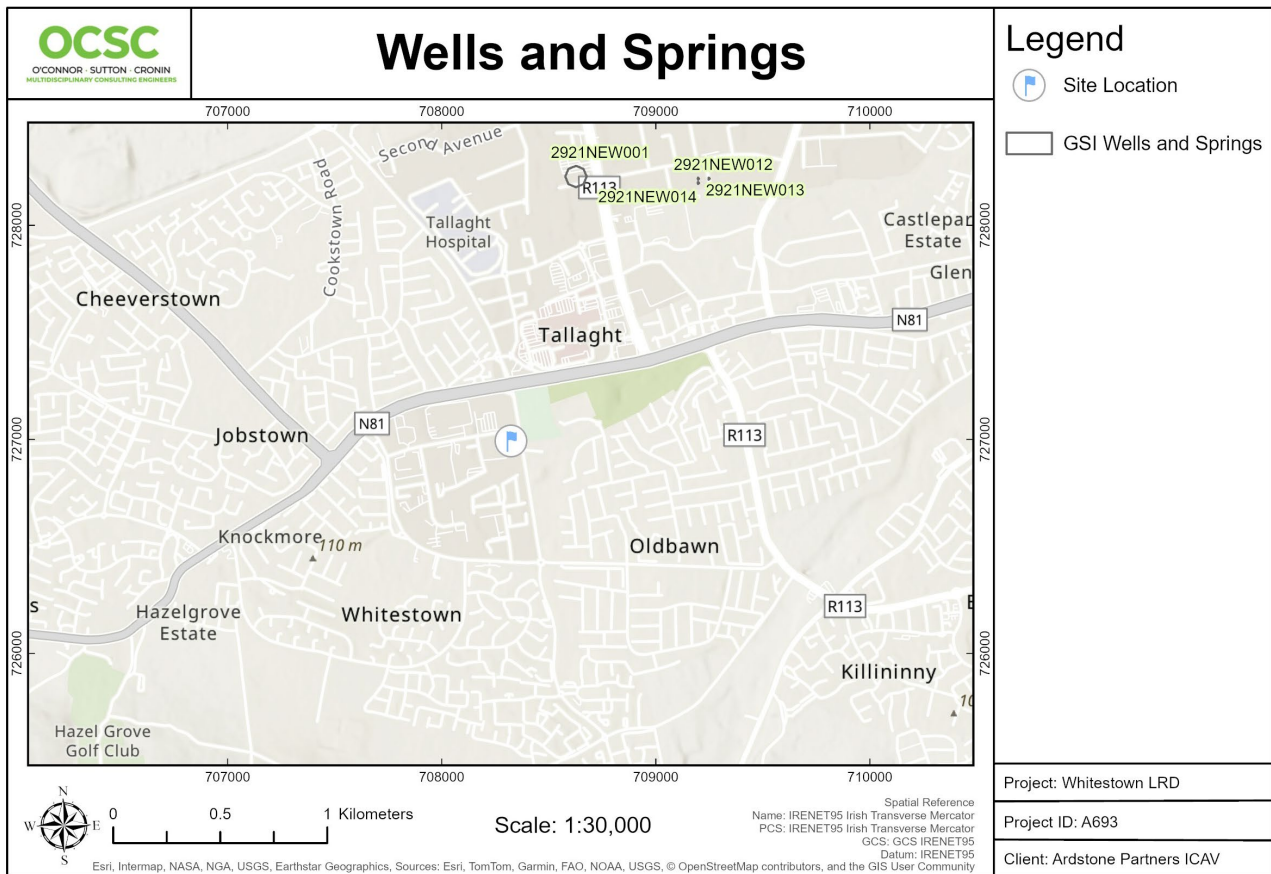 OCSC
O'CONNOR · SUTTON · CRONIN
MULTIDISCIPLINARY CONSULTING ENGINEERS
Wells and Springs
Legend
Site Location
GSI Wells and Springs
707000
708000
709000
710000
728000
727000
726000
728000
727000
726000
Second Avenue
Cookstown Road
2921NEW001
2921NEW012
R113
2921NEW014
2921NEW013
Tallaght
Hospital
Castlepar
Estate
Glen
Cheeverstown
N81
Tallaght
N81
Jobstown
R113
Knockmore
110 m
Oldbawn
s
Hazelgrove
Estate
Whitestown
R113
Killininny
10
Hazel Grove
Golf Club
707000
708000
709000
710000
N
W
E
S
0
0.5
1 Kilometers
Scale: 1:30,000
Spatial Reference
Name: IRENET95 Irish Transverse Mercator
PCS: IRENET95 Irish Transverse Mercator
GCS: GCS IRENET95
Datum: IRENET95
Esri, Intermap, NASA, NGA, USGS, Earthstar Geographics, Sources: Esri, TomTom, Garmin, FAO, NOAA, USGS, © OpenStreetMap contributors, and the GIS User Community
Project: Whitestown LRD
Project ID: A693
Client: Ardstone Partners ICAV